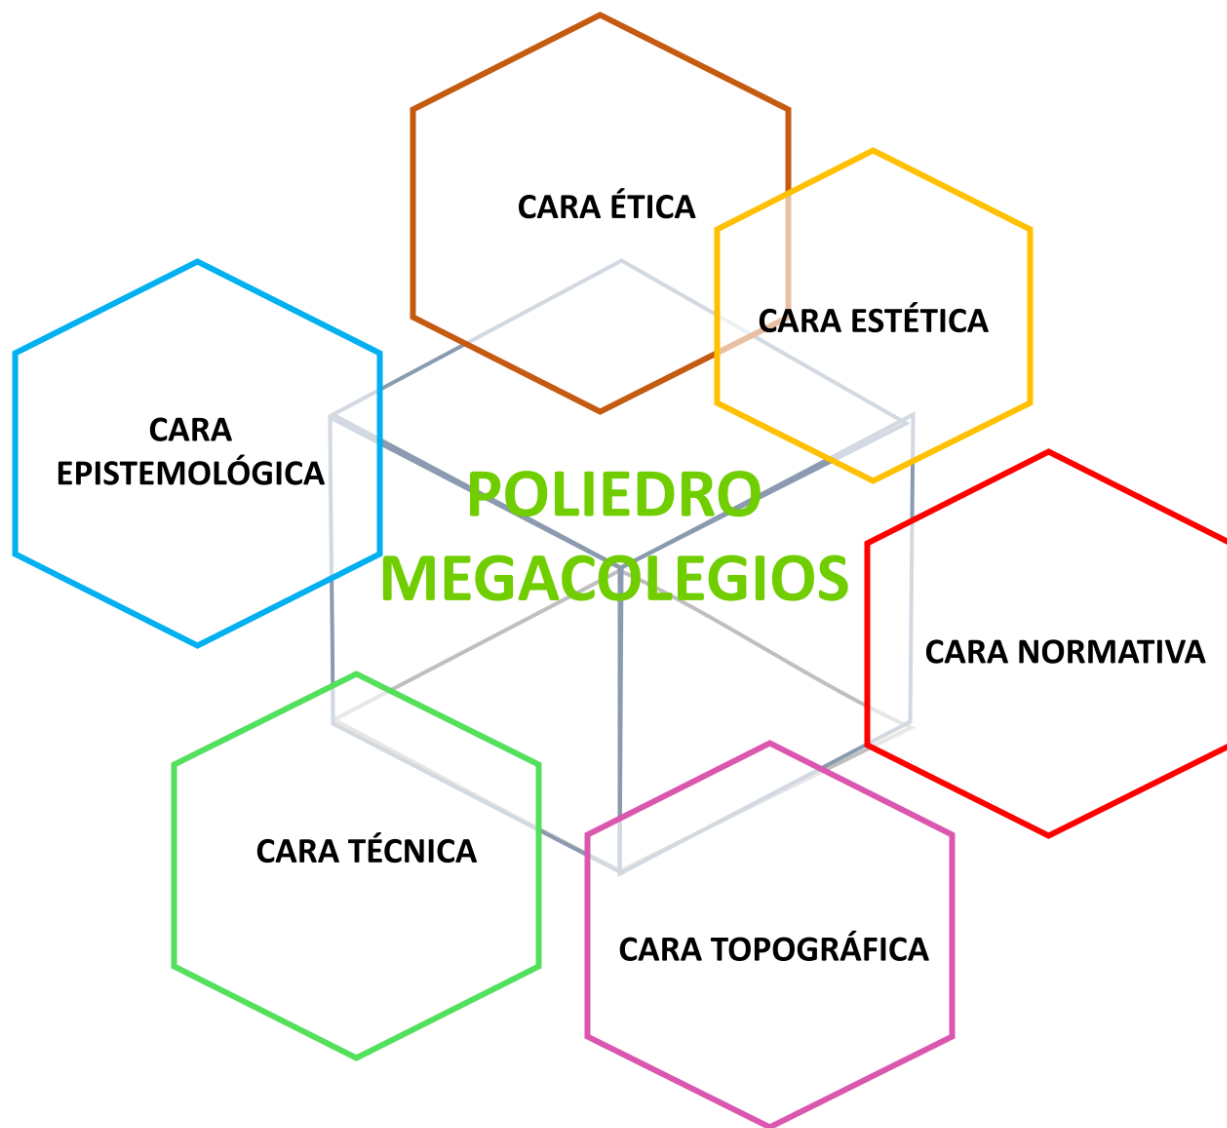 CARA ÉTICA
CARA ESTÉTICA
CARA
EPISTEMOLÓGICA
POLIEDRO
MEGACOLEGIOS
CARA NORMATIVA
CARA TÉCNICA
CARA TOPOGRÁFICA